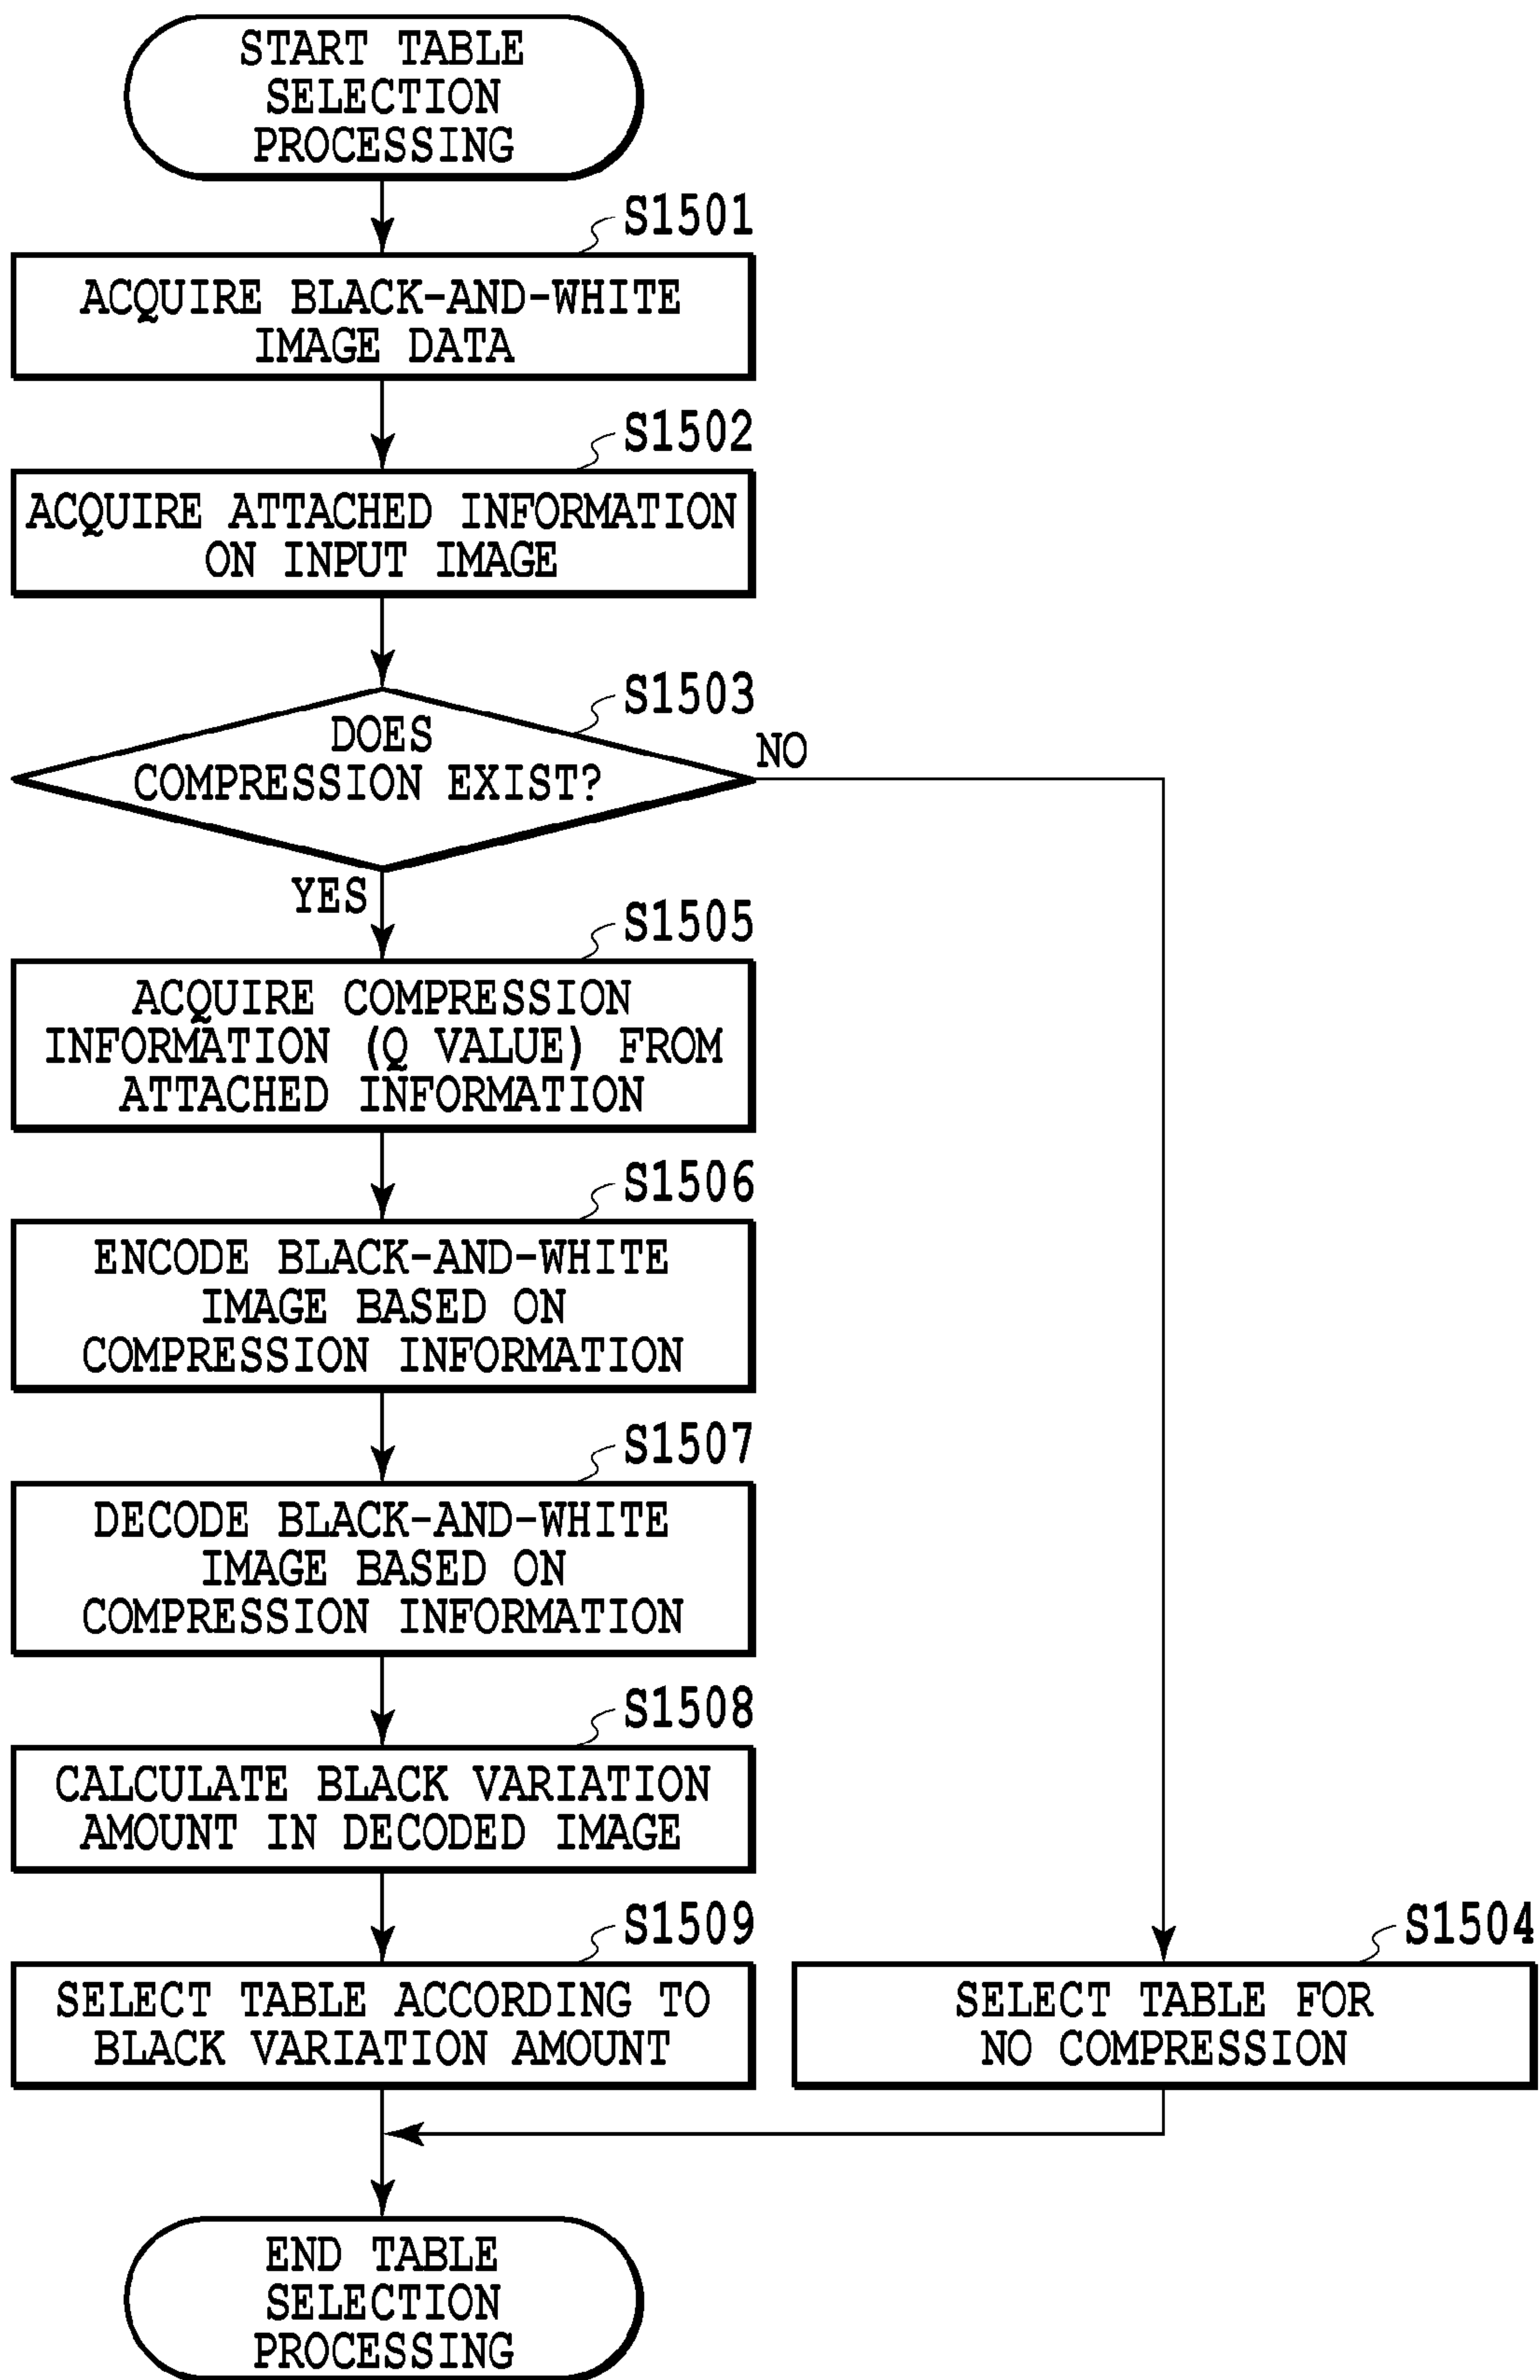 START TABLE
SELECTION
PROCESSING
S1501
ACQUIRE BLACK-AND-WHITE
IMAGE DATA
S1502
ACQUIRE ATTACHED INFORMATION
ON INPUT IMAGE
S1503
DOES
COMPRESSION EXIST?
NO
YES
S1505
ACQUIRE COMPRESSION
INFORMATION (Q VALUE) FROM
ATTACHED INFORMATION
S1506
ENCODE BLACK-AND-WHITE
IMAGE BASED ON
COMPRESSION INFORMATION
S1507
DECODE BLACK-AND-WHITE
IMAGE BASED ON
COMPRESSION INFORMATION
S1508
CALCULATE BLACK VARIATION
AMOUNT IN DECODED IMAGE
S1509
SELECT TABLE ACCORDING TO
BLACK VARIATION AMOUNT
S1504
SELECT TABLE FOR
NO COMPRESSION
END TABLE
SELECTION
PROCESSING